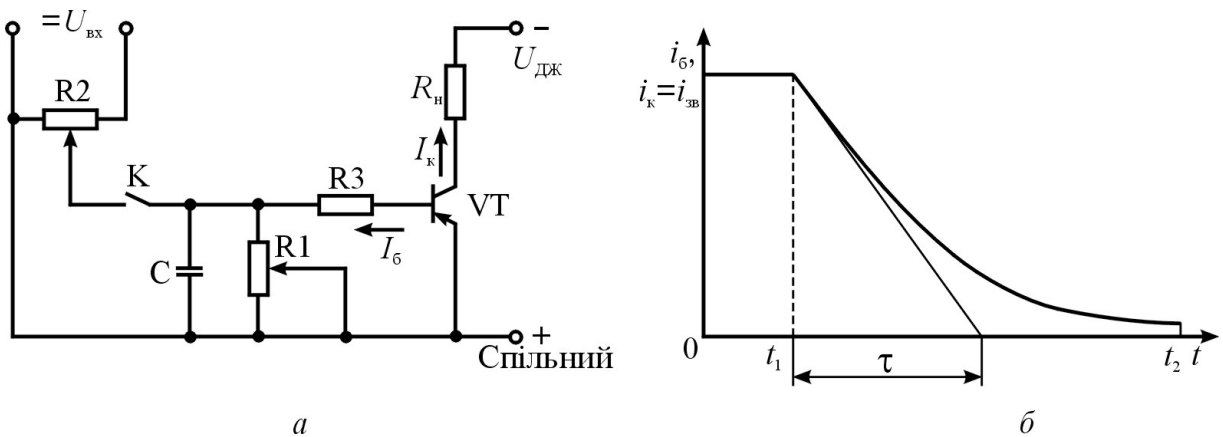 =Uвх
−
Uдж
R2
Rн
Iк
K
R3
VT
Iб
R1
C
+
Спільний
а
iб,
iк=iзв
0
t1
τ
t2
t
б